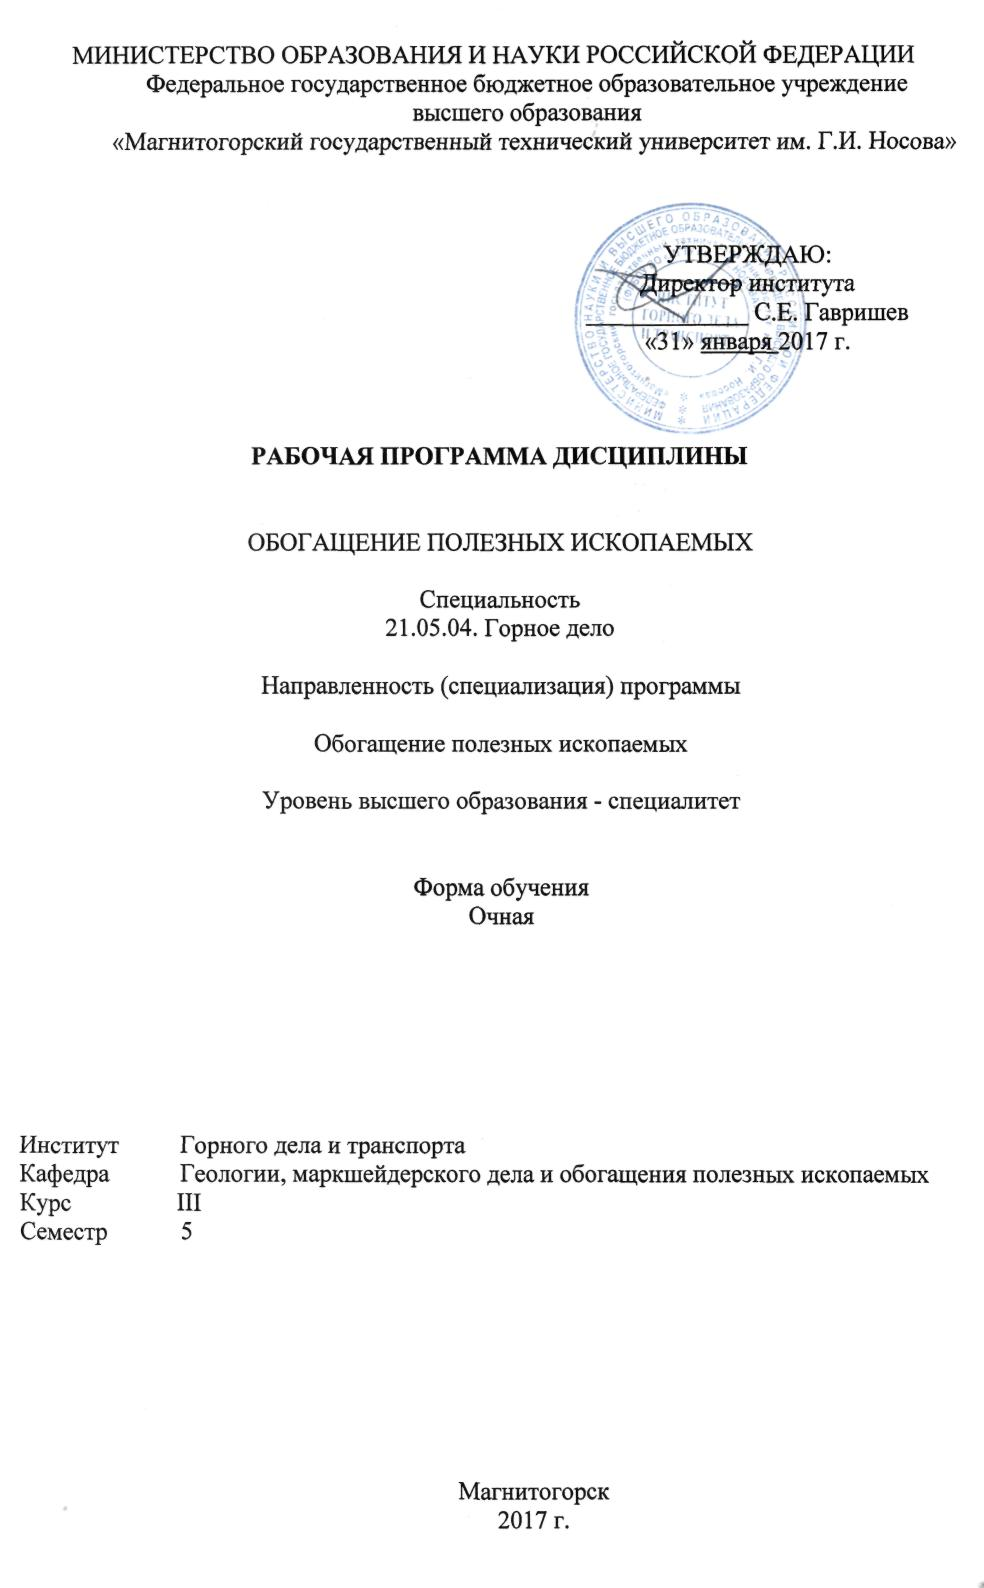 МИНИСТЕРСТВО ОБРАЗОВАНИЯ И НАУКИ РОССИЙСКОЙ ФЕДЕРАЦИИ
Федеральное государственное бюджетное образовательное учреждение
высшего образования
«Магнитогорский государственный технический университет им. Г.И. Носова»
УТВЕРЖДАЮ:
Директор института
С.Е. Гавришев
«31» января 2017 г.
РАБОЧАЯ ПРОГРАММА ДИСЦИПЛИНЫ
ОБОГАЩЕНИЕ ПОЛЕЗНЫХ ИСКОПАЕМЫХ
Специальность
21.05.04. Горное дело
Направленность (специализация) программы
Обогащение полезных ископаемых
Уровень высшего образования - специалитет
Форма обучения
Очная
Институт Горного дела и транспорта
Кафедра Геологии, маркшейдерского дела и обогащения полезных ископаемых
Курс III
Семестр 5
Магнитогорск
2017 г.